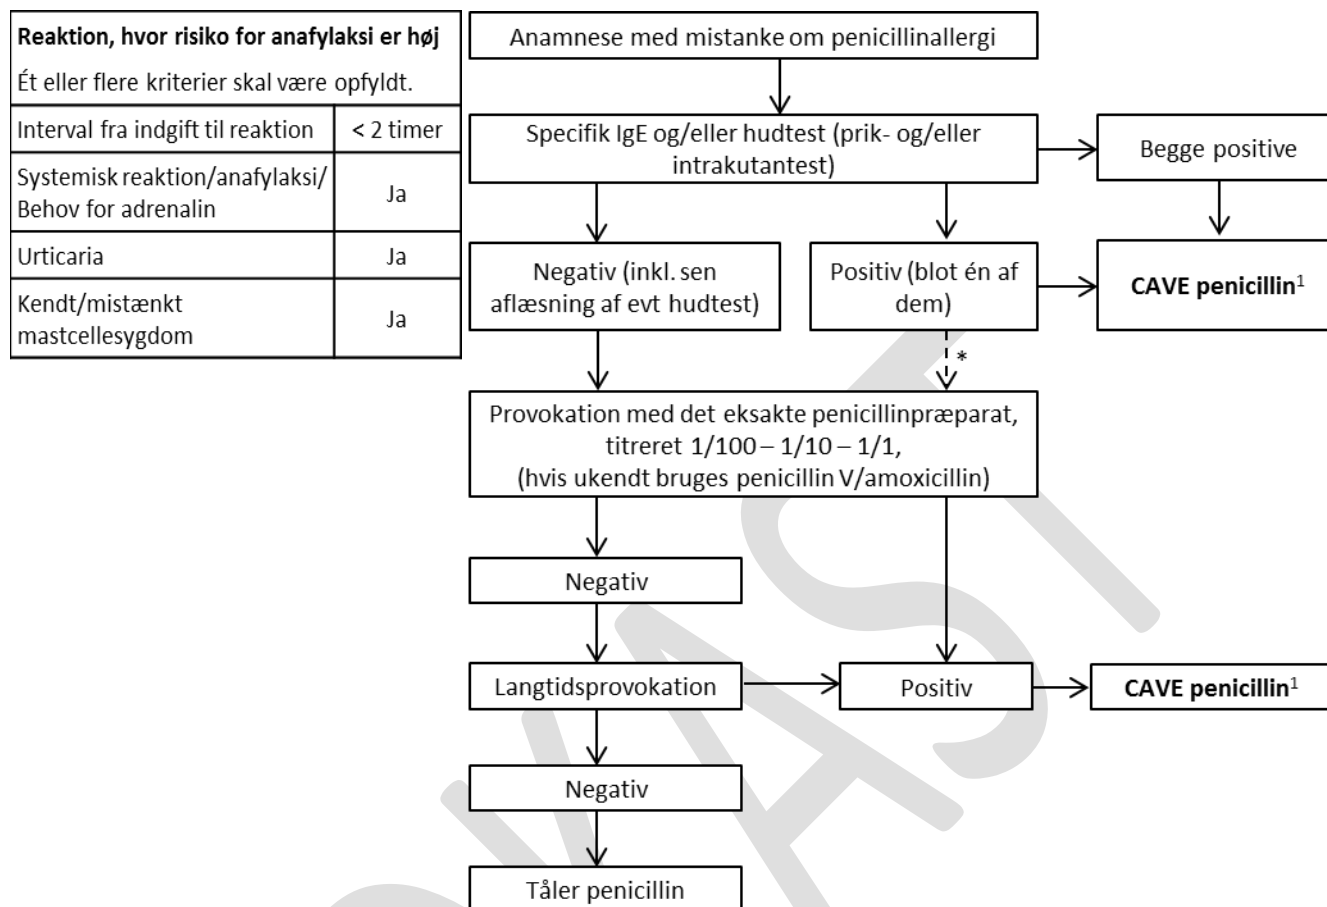 Reaktion, hvor risiko for anafylaksi er høj
Ét eller flere kriterier skal være opfyldt.
Interval fra indgift til reaktion < 2 timer
Systemisk reaktion/anafylaksi/
Behov for adrenalin
Ja
Urticaria Ja
Kendt/mistænkt
mastcellesygdom
Ja
Anamnese med mistanke om penicillinallergi
Specifik IgE og/eller hudtest (prik- og/eller
intrakutantest)
Begge positive
Negativ (inkl. sen
aflæsning af evt hudtest)
Positiv (blot én af
dem)
CAVE penicillin¹
*
Provokation med det eksakte penicillinpræparat,
titreret 1/100 – 1/10 – 1/1,
(hvis ukendt bruges penicillin V/amoxicillin)
Negativ
Langtidsprovokation
Positiv
CAVE penicillin¹
Negativ
Tåler penicillin